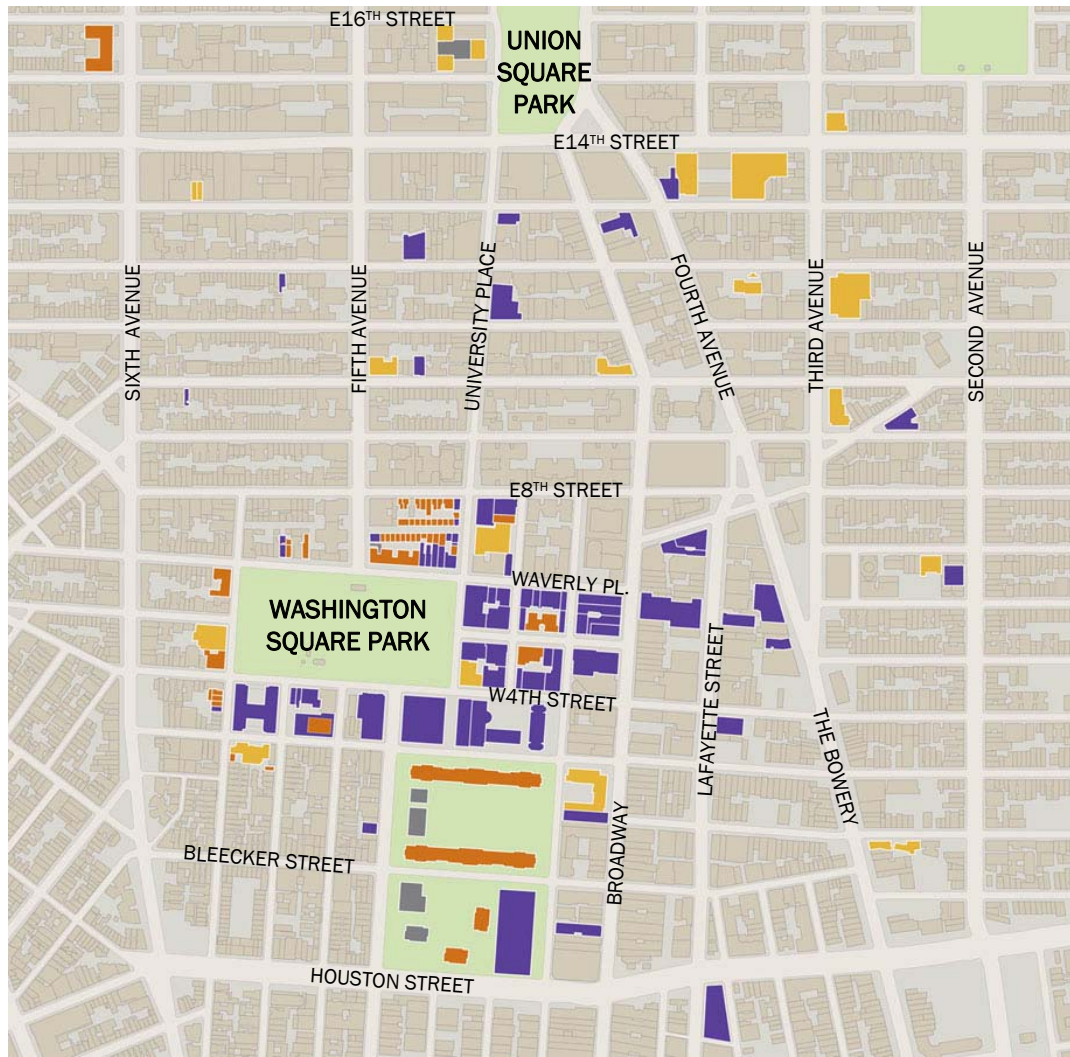 E16TH STREET
UNION
SQUARE
PARK
E14TH STREET
SIXTH AVENUE
FIFTH AVENUE
UNIVERSITY PLACE
FOURTH AVENUE
THIRD AVENUE
SECOND AVENUE
E8TH STREET
WAVERLY PL.
WASHINGTON
SQUARE PARK
W4TH STREET
LAFAYETTE STREET
THE BOWERY
BROADWAY
BLEECKER STREET
HOUSTON STREET